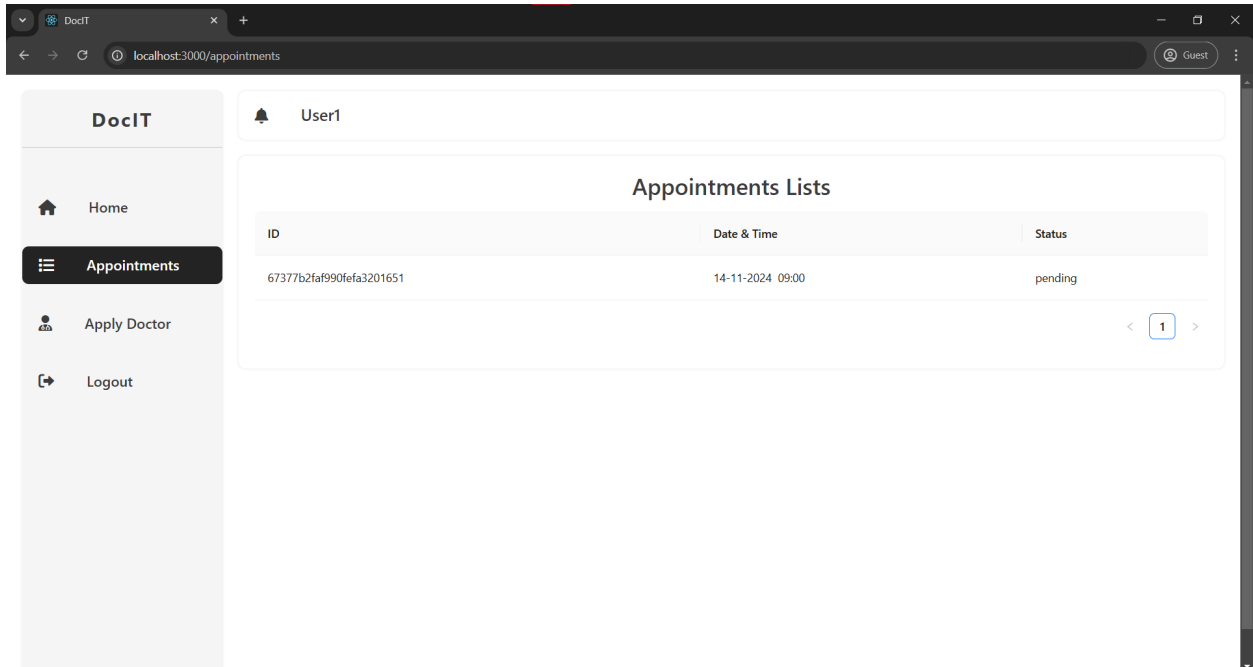 DocIT
localhost:3000/appointments
Guest
DocIT
User1
Home
Appointments
Apply Doctor
Logout
Appointments Lists
ID Date & Time Status
67377b2faf990fefa3201651 14-11-2024 09:00 pending
1